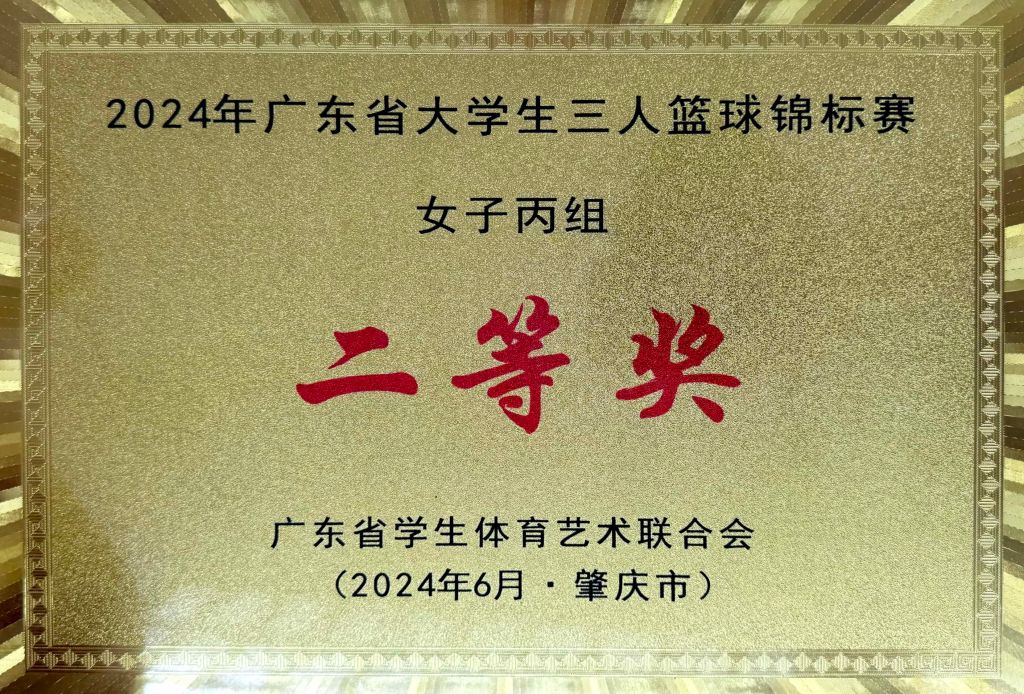 2024年广东省大学生三人篮球锦标赛
女子丙组
二等奖
广东省学生体育艺术联合会
（2024年6月·肇庆市）